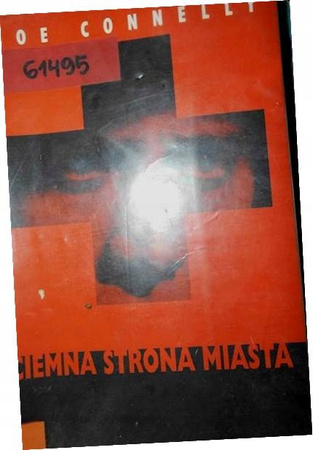 OE CONNELLY
61495
CIEMNA STRONA MIASTA